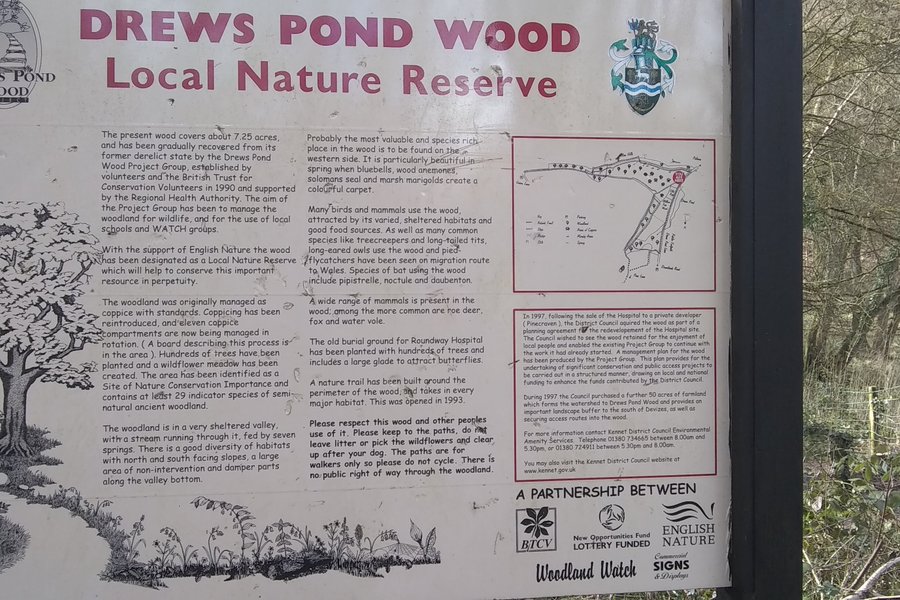 DREWS POND WOOD
Local Nature Reserve
POND
The present wood covers about 7.25 acres,
and has been gradually recovered from its
former derelict state by the Drews Pond
Wood Project Group, established by
volunteers and the British Trust for
Conservation Volunteers in 1990 and supported
by the Regional Health Authority. The aim of
the Project Group has been to manage the
woodland for wildlife, and for the use of local
schools and WATCH groups.
With the support of English Nature the wood
has been designated as a Local Nature Reserve
which will help to conserve this important
resource in perpetuity.
The woodland was originally managed as
coppice with standards. Coppicing has been
reintroduced, and eleven coppice
compartments are now being managed in
rotation. ( A board describing this process is
in the area ). Hundreds of trees have been
planted and a wildflower meadow has been
created. The area has been identified as a
Site of Nature Conservation Importance and
contains at least 29 indicator species of semi
natural ancient woodland.
The woodland is in a very sheltered valley,
with a stream running through it, fed by seven
springs. There is a good diversity of habitats
with north and south facing slopes, a large
area of non-intervention and damper parts
along the valley bottom.
Probably the most valuable and species rich
place in the wood is to be found on the
western side. It is particularly beautiful in
spring when bluebells, wood anemones,
solomans seal and marsh marigolds create a
colourful carpet.
Many birds and mammals use the wood,
attracted by its varied, sheltered habitats and
good food sources. As well as many common
species like treecreepers and long-tailed tits,
long-eared owls use the wood and pied
flycatchers have been seen on migration route
to Wales. Species of bat using the wood
include pipistrelle, noctule and daubenton.
A wide range of mammals is present in the
wood; among the more common are roe deer,
fox and water vole.
The old burial ground for Roundway Hospital
has been planted with hundreds of trees and
includes a large glade to attract butterflies.
A nature trail has been built around the
perimeter of the wood, and takes in every
major habitat. This was opened in 1993.
Please respect this wood and other peoples
use of it. Please keep to the paths, do not
leave litter or pick the wildflowers and clear
up after your dog. The paths are for
walkers only so please do not cycle. There is
no public right of way through the woodland.
In 1997, following the sale of the Hospital to a private developer
( Pinecraven ), the District Council aquired the wood as part of a
planning agreement for the redevelopment of the Hospital site.
The Council wished to see the wood retained for the enjoyment of
local people and enabled the existing Project Group to continue with
the work it had already started. A management plan for the wood
has been produced by the Project Group. This plan provides for the
undertaking of significant conservation and public access projects to
be carried out in a structured manner, drawing on local and national
funding to enhance the funds contributed by the District Council.
During 1997 the Council purchased a further 50 acres of farmland
which forms the watershed to Drews Pond Wood and provides an
important landscape buffer to the south of Devizes, as well as
securing access routes into the wood.
For more information contact Kennet District Council Environmental
Amenity Services . Telephone 01380 734665 between 8.00am and
5.30pm, or 01380 724911 between 5.30pm and 8.00am.
You may also visit the Kennet District Council website at
www.kennet.gov.uk
A PARTNERSHIP BETWEEN
BTCV
New Opportunities Fund
LOTTERY FUNDED
ENGLISH
NATURE
Woodland Watch
Commercial
SIGNS
& Displays